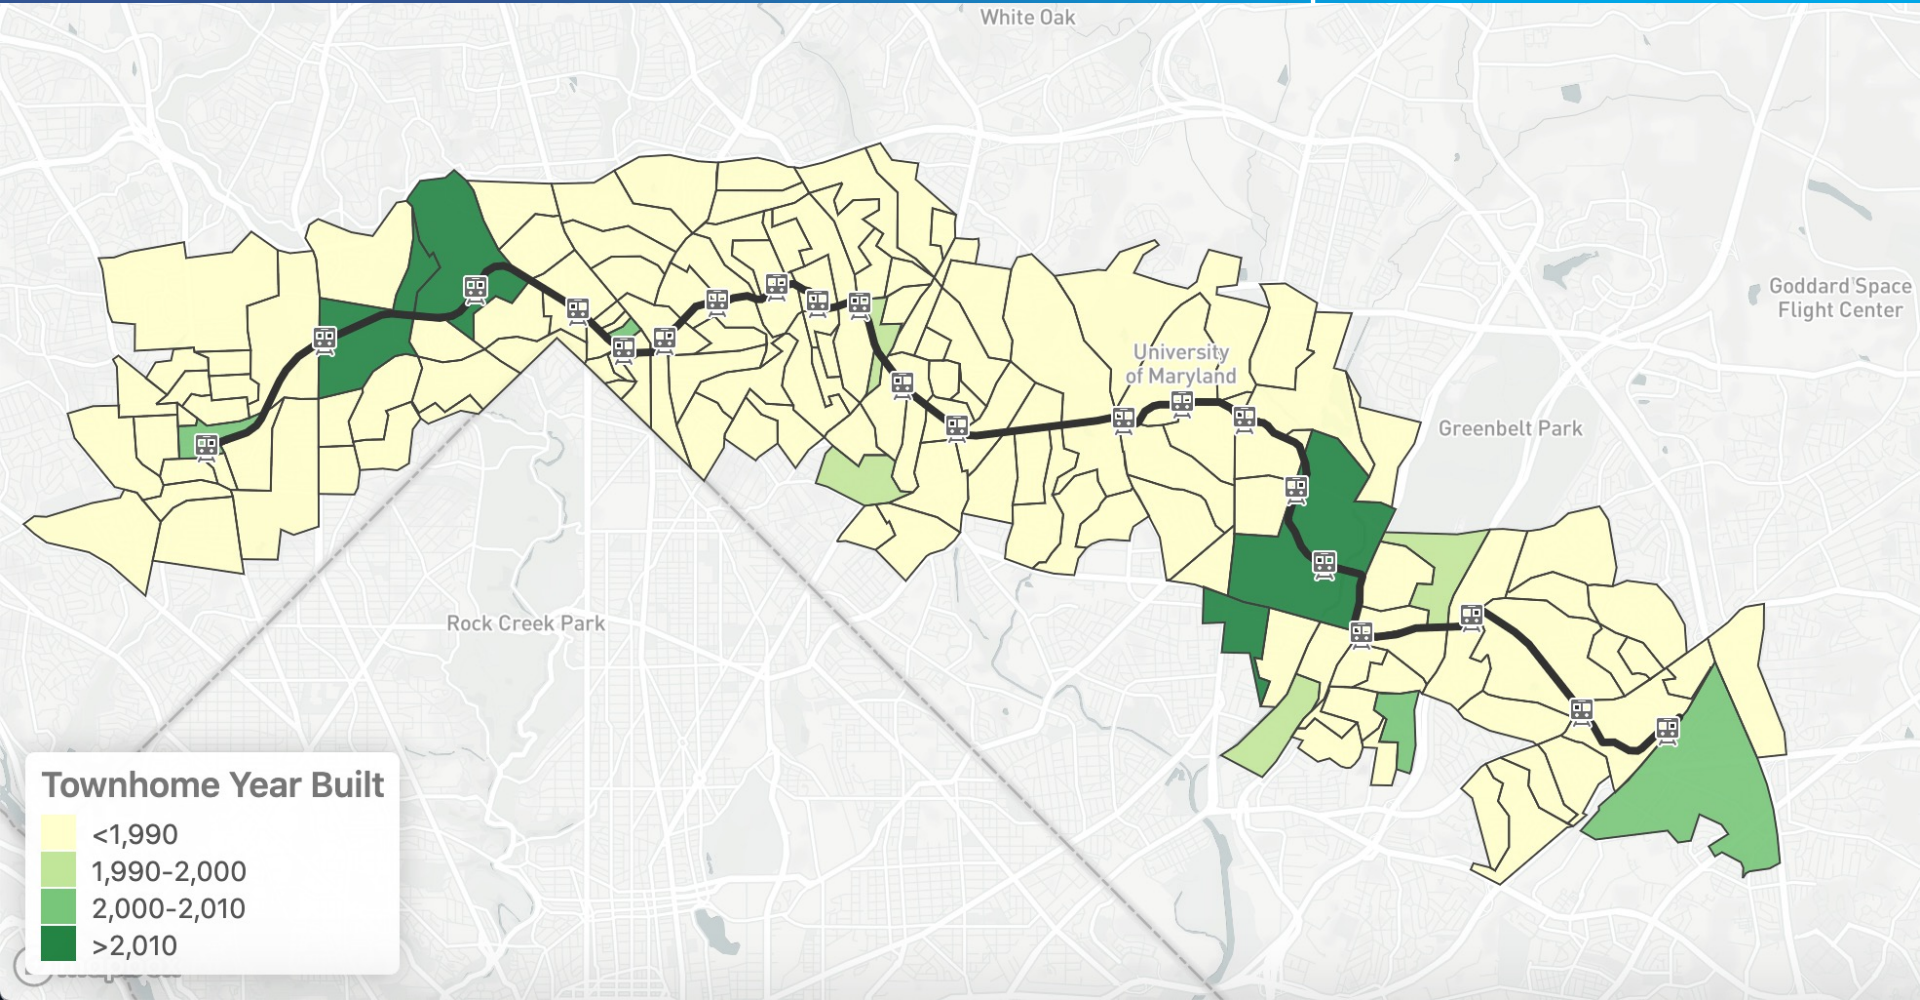 White Oak
Goddard Space
Flight Center
University
of Maryland
Greenbelt Park
Rock Creek Park
Townhome Year Built
<1,990
1,990-2,000
2,000-2,010
>2,010